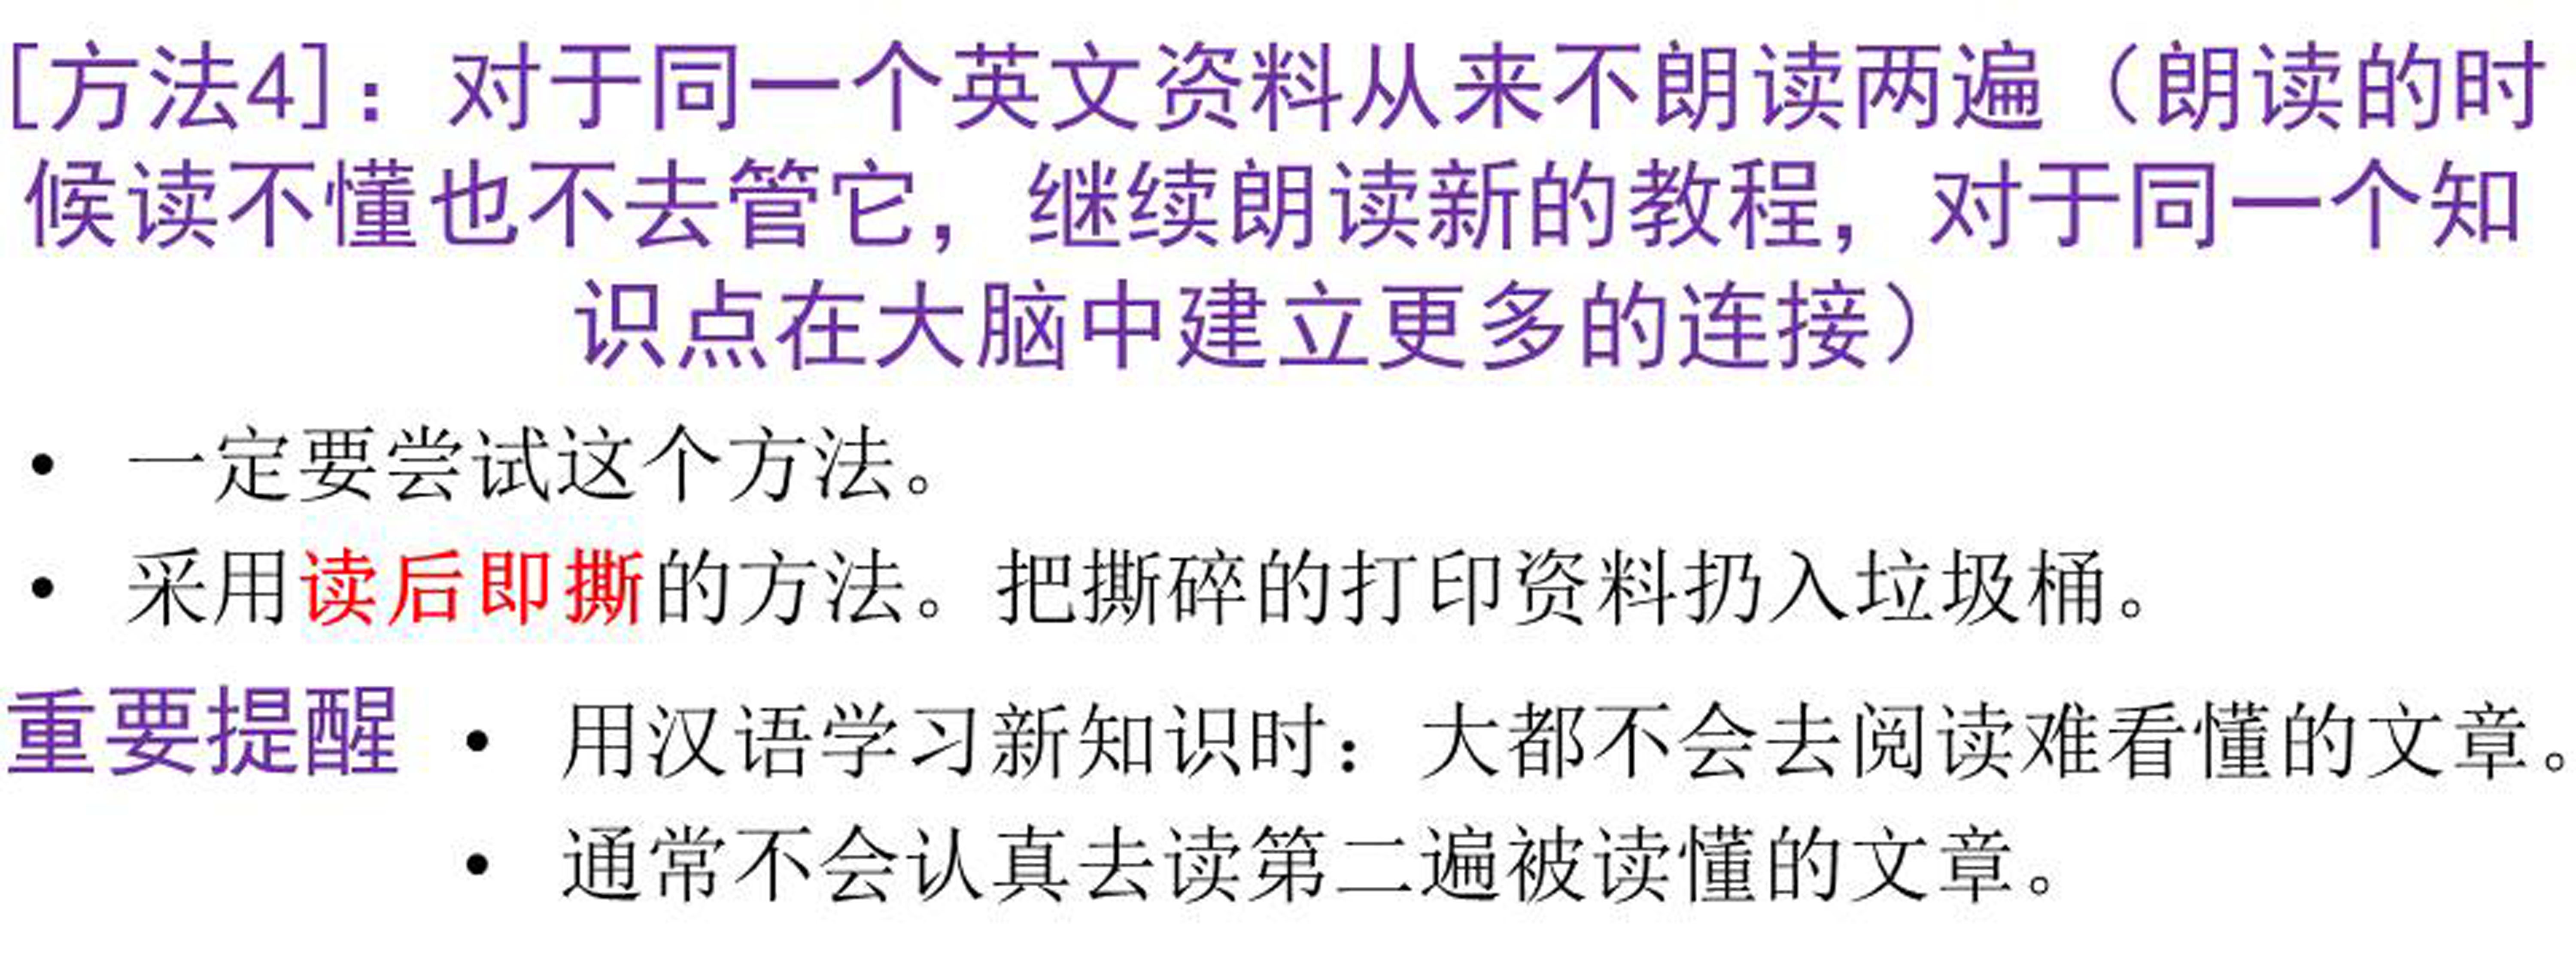 [方法4]：对于同一个英文资料从来不朗读两遍（朗读的时
候读不懂也不去管它，继续朗读新的教程，对于同一个知
识点在大脑中建立更多的连接）
• 一定要尝试这个方法。
• 采用读后即撕的方法。把撕碎的打印资料扔入垃圾桶。
重要提醒 • 用汉语学习新知识时：大都不会去阅读难看懂的文章。
• 通常不会认真去读第二遍被读懂的文章。